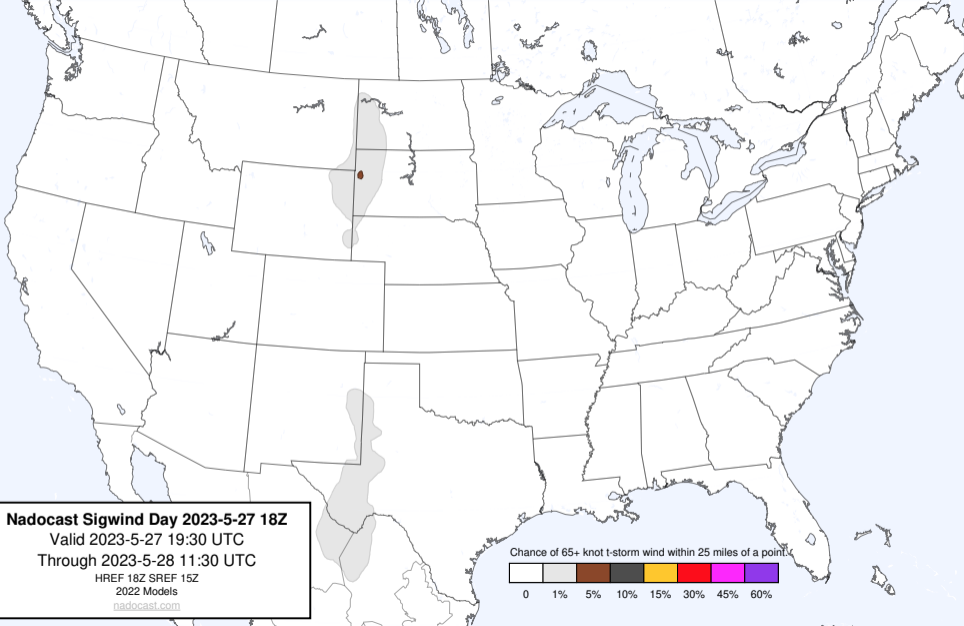 Nadocast Sigwind Day 2023-5-27 18Z
Valid 2023-5-27 19:30 UTC
Through 2023-5-28 11:30 UTC
HREF 18Z SREF 15Z
2022 Models
nadocast.com
Chance of 65+ knot t-storm wind within 25 miles of a point.
0 1% 5% 10% 15% 30% 45% 60%